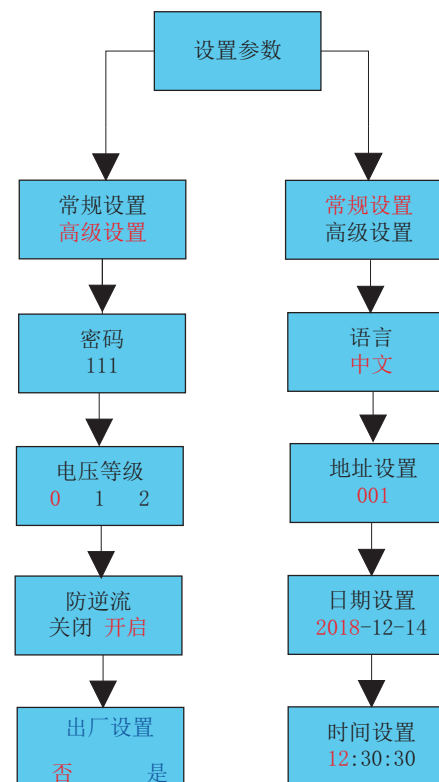 设置参数
常规设置
高级设置
密码
111
电压等级
0 1 2
防逆流
关闭 开启
出厂设置
否 是
常规设置
高级设置
语言
中文
地址设置
001
日期设置
2018-12-14
时间设置
12:30:30